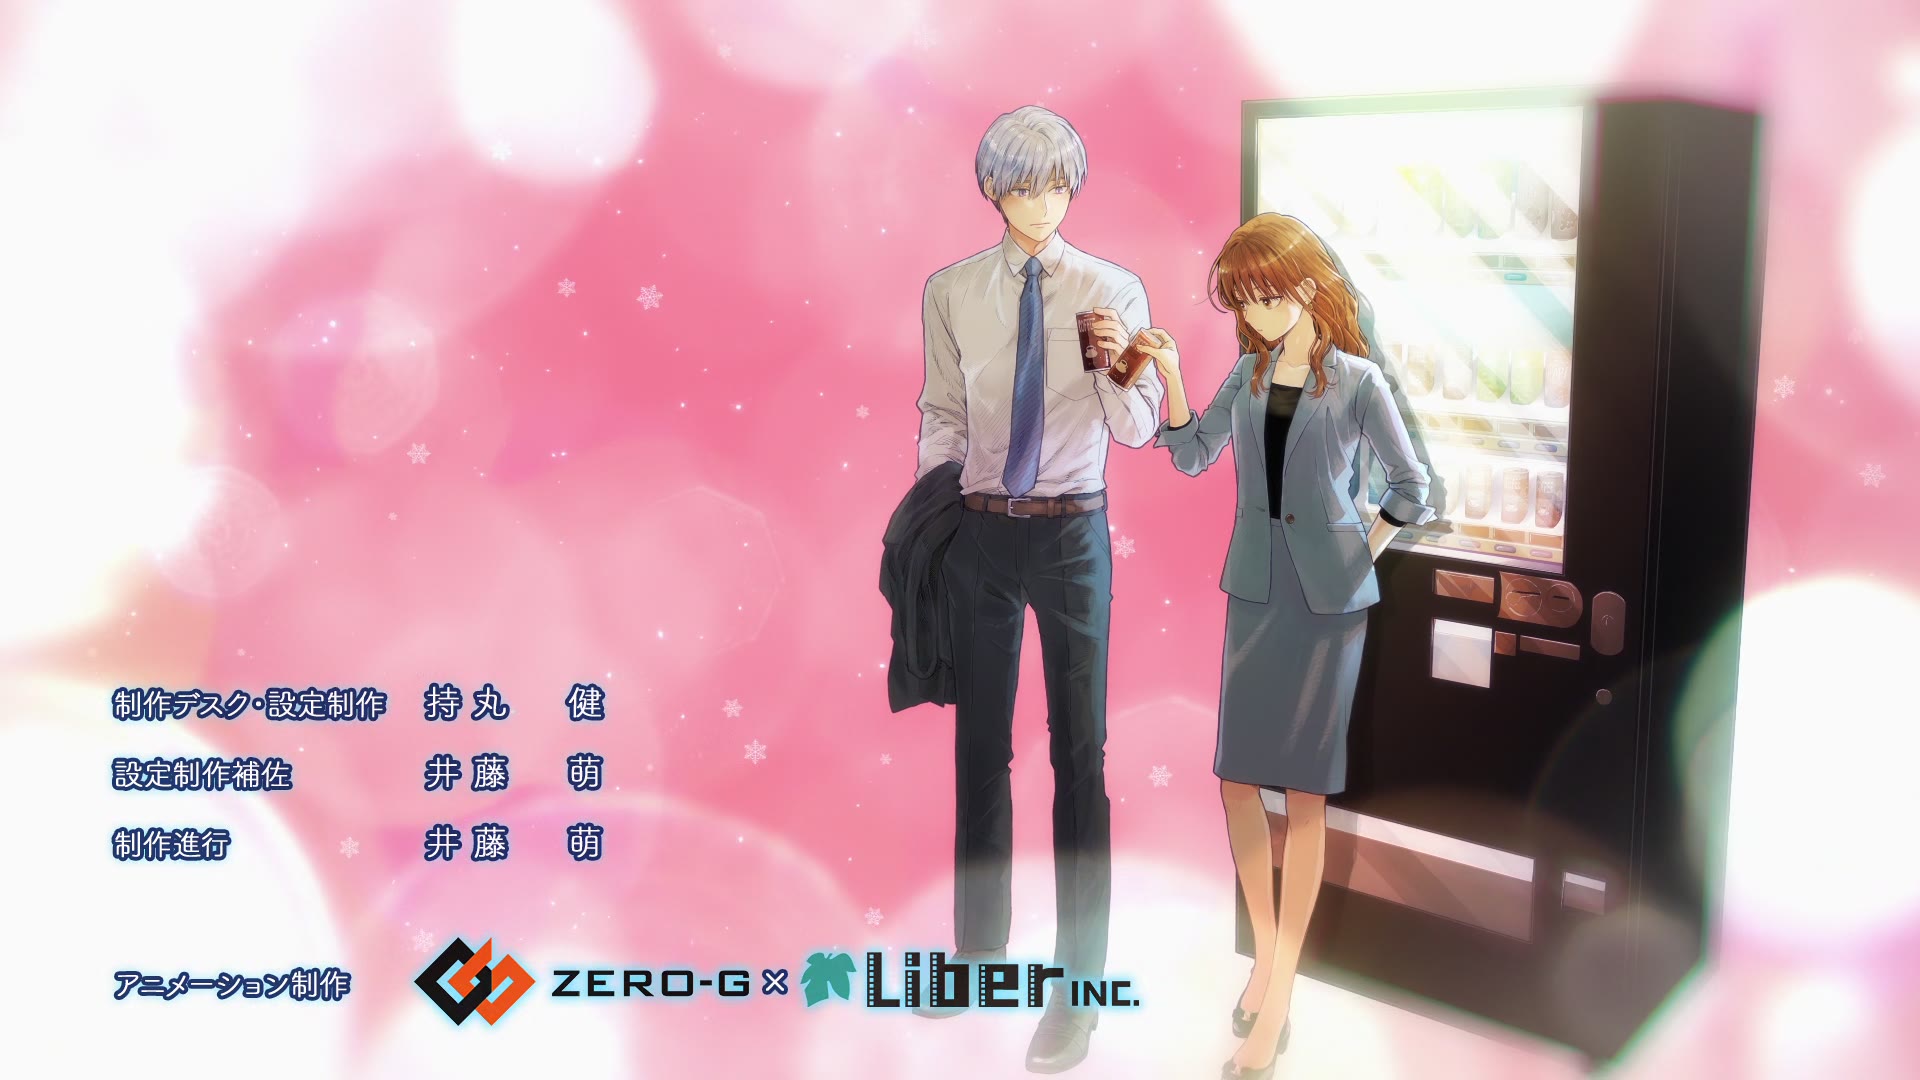 制作デスク・設定制作 持丸 健
設定制作補佐 井藤 萌
制作進行 井藤 萌
アニメーション制作 ZERO-G × Liber INC.